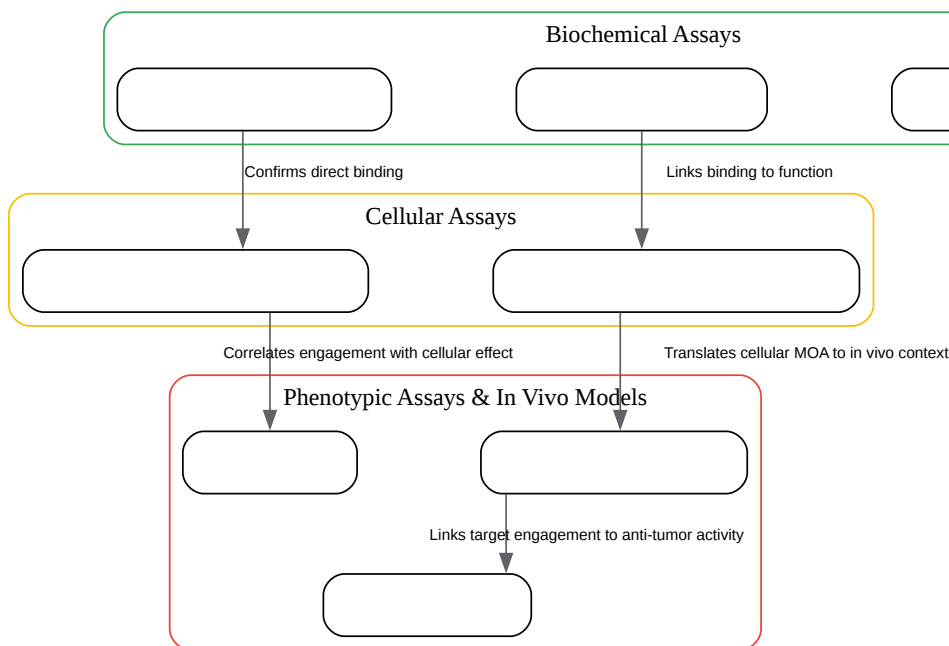 Biochemical Assays
Confirms direct binding
Links binding to function
Cellular Assays
Correlates engagement with cellular effect
Translates cellular MOA to in vivo context
Phenotypic Assays & In Vivo Models
Links target engagement to anti-tumor activity